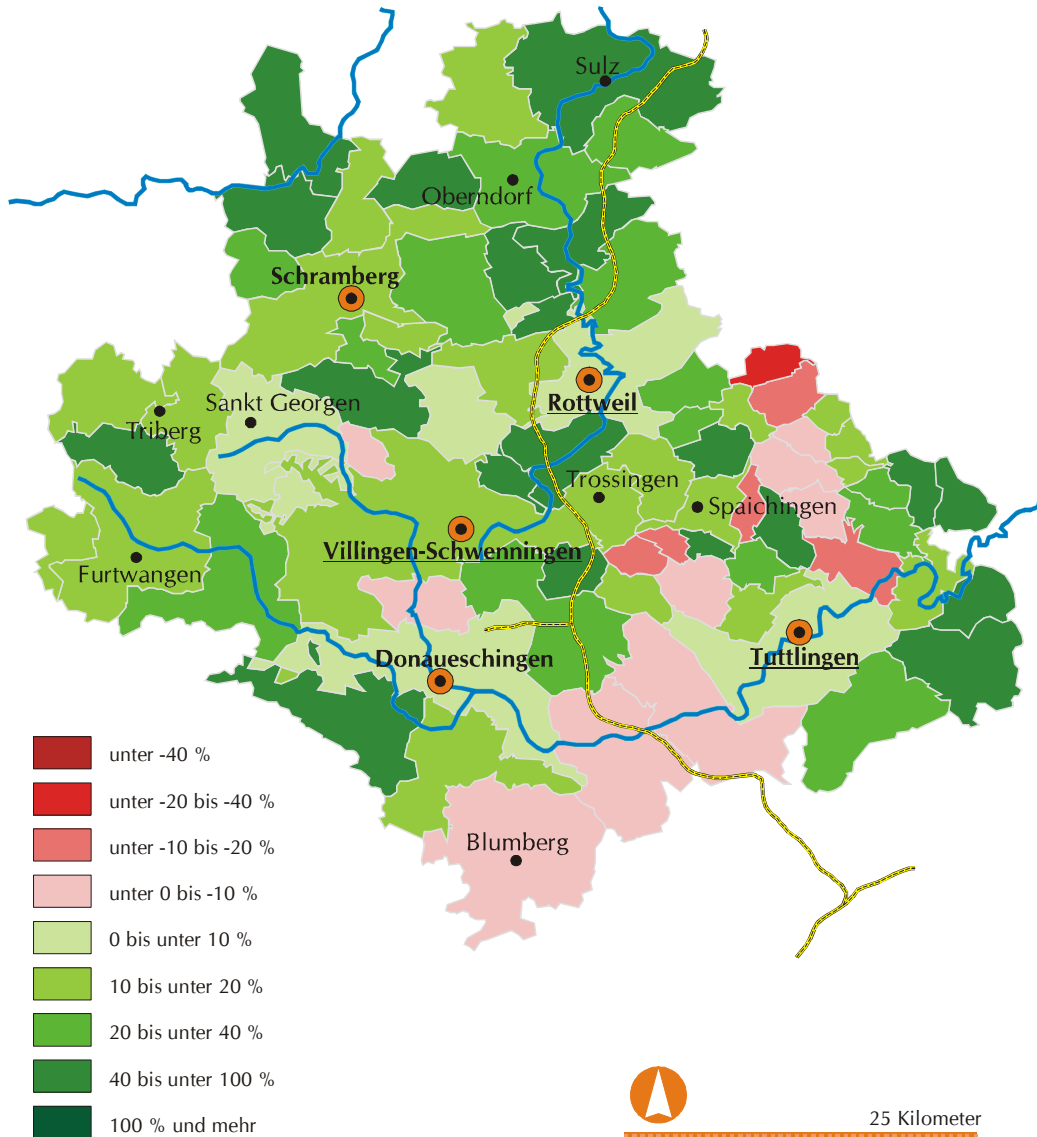 Sulz
Oberndorf
Schramberg
Rottweil
Sankt Georgen
Triberg
Trossingen
Spaichingen
Villingen-Schwenningen
Furtwangen
Donaueschingen
Tuttlingen
Blumberg
unter -40 %
unter -20 bis -40 %
unter -10 bis -20 %
unter 0 bis -10 %
0 bis unter 10 %
10 bis unter 20 %
20 bis unter 40 %
40 bis unter 100 %
100 % und mehr
25 Kilometer